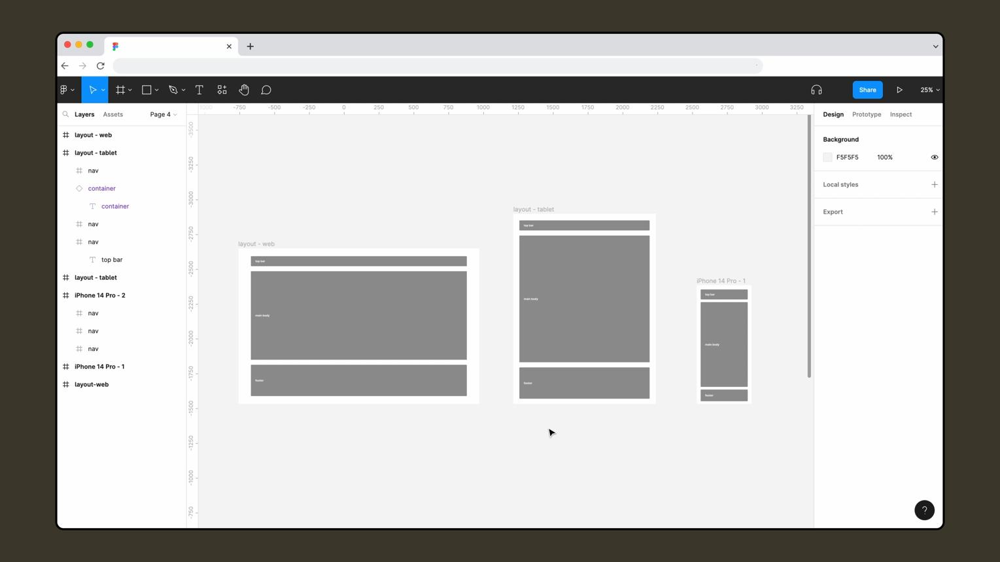 Share
25%
1000 -750 -500 -250 0 250 500 750 1000 1250 1500 1750 2000 2250 2500 2750 3000 3250
Layers Assets Page 4
layout - web
layout - tablet
nav
container
container
nav
nav
top bar
layout - tablet
iPhone 14 Pro - 2
nav
nav
nav
iPhone 14 Pro - 1
layout-web
-3500
-3250
-3000
-2750
-2500
-2250
-2000
-1750
-1500
-1250
-1000
-750
layout - web
top bar
main body
footer
layout - tablet
top bar
main body
footer
iPhone 14 Pro - 1
top bar
main body
footer
Design Prototype Inspect
Background
F5F5F5 100%
Local styles
Export
?